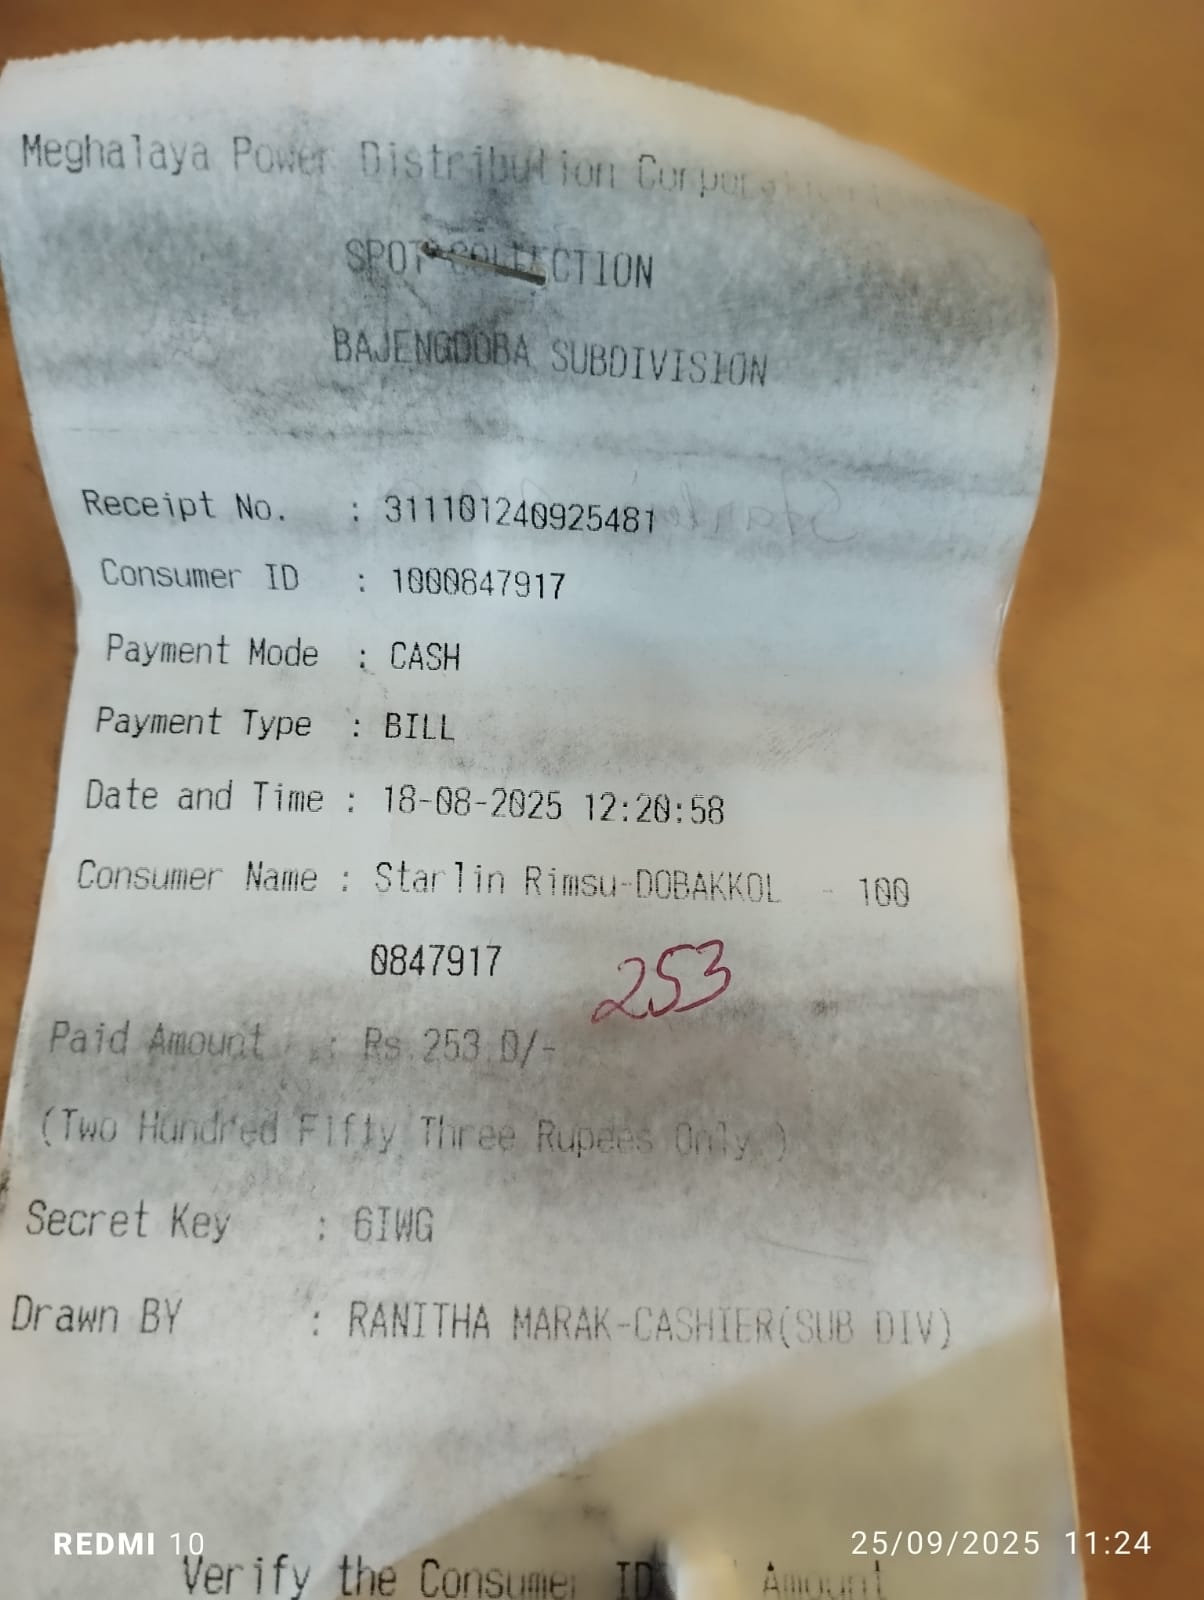 Meghalaya Power Distribution Corporation
SPOT COLLECTION
BAJENGDOBA SUBDIVISION
Receipt No. : 311101240925481
Consumer ID : 1000847917
Payment Mode : CASH
Payment Type : BILL
Date and Time : 18-08-2025 12:20:58
Consumer Name : Starlin Rimsu-DOBAKKOL - 100
0847917
253
Paid Amount : Rs.253.0/-
(Two Hundred Fifty Three Rupees Only.)
Secret Key : 6IWG
Drawn BY : RANITHA MARAK-CASHIER(SUB DIV)
Verify the Consumer ID Amount
REDMI 10
25/09/2025 11:24